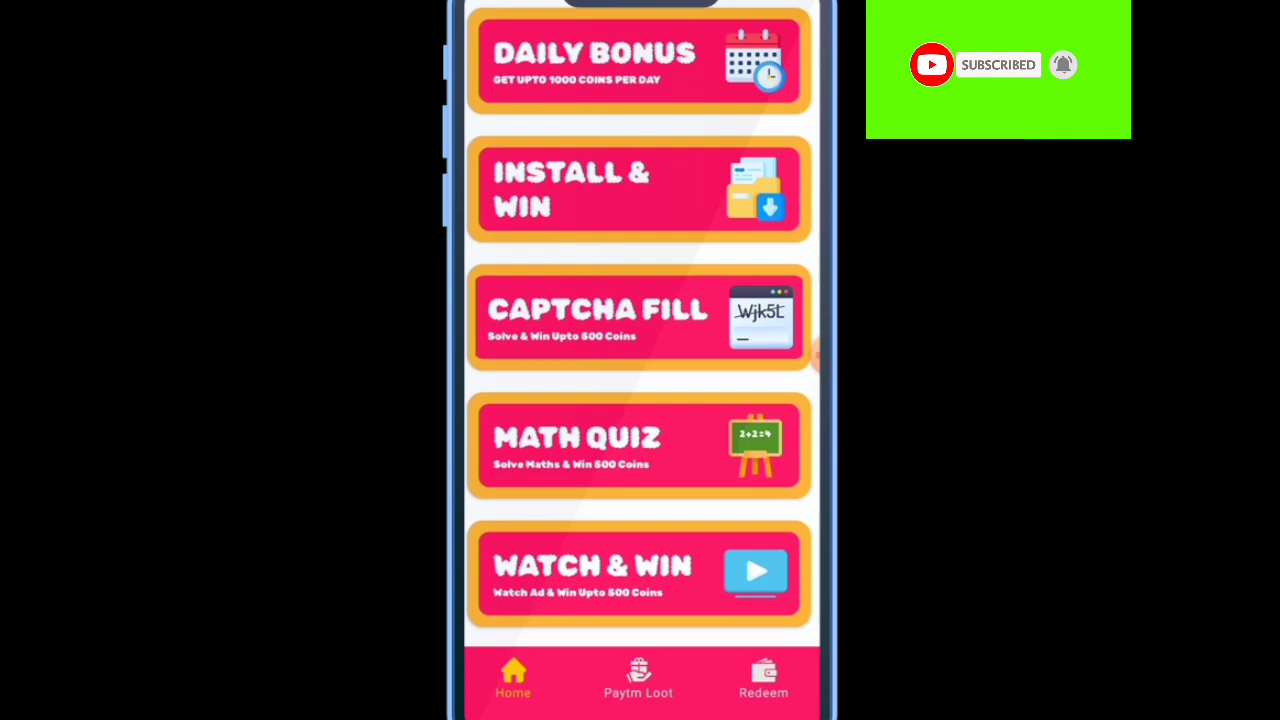 DAILY BONUS
GET UPTO 1000 COINS PER DAY
SUBSCRIBED
INSTALL &
WIN
CAPTCHA FILL
Solve & Win Upto 500 Coins
Wjk5L
MATH QUIZ
Solve Maths & Win 500 Coins
2+2=4
WATCH & WIN
Watch Ad & Win Upto 500 Coins
Home
Paytm Loot
Redeem